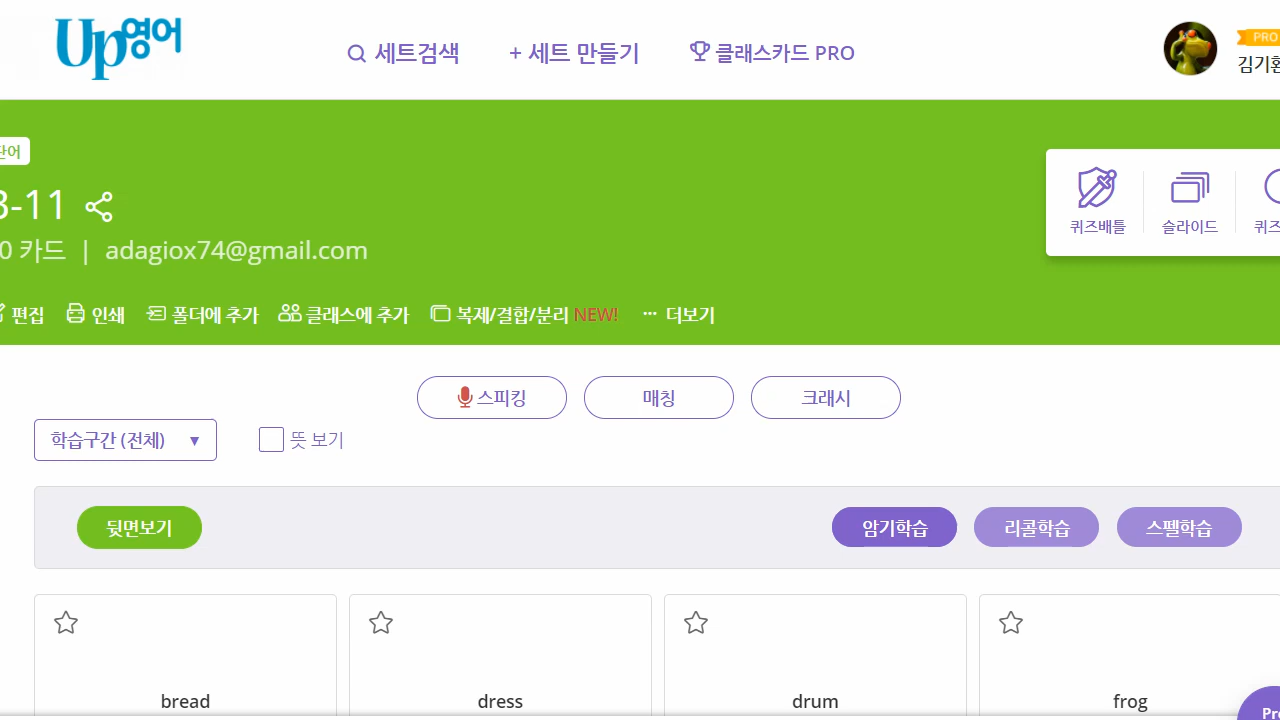 Up영어
세트검색
+ 세트 만들기
클래스카드 PRO
PRO
김기환
단어
3-11
0 카드 | adagiox74@gmail.com
퀴즈배틀
슬라이드
퀴즈
편집
인쇄
폴더에 추가
클래스에 추가
복제/결합/분리 NEW!
··· 더보기
스피킹
매칭
크래시
학습구간 (전체) ▼
뜻 보기
뒷면보기
암기학습
리콜학습
스펠학습
bread
dress
drum
frog
Pr